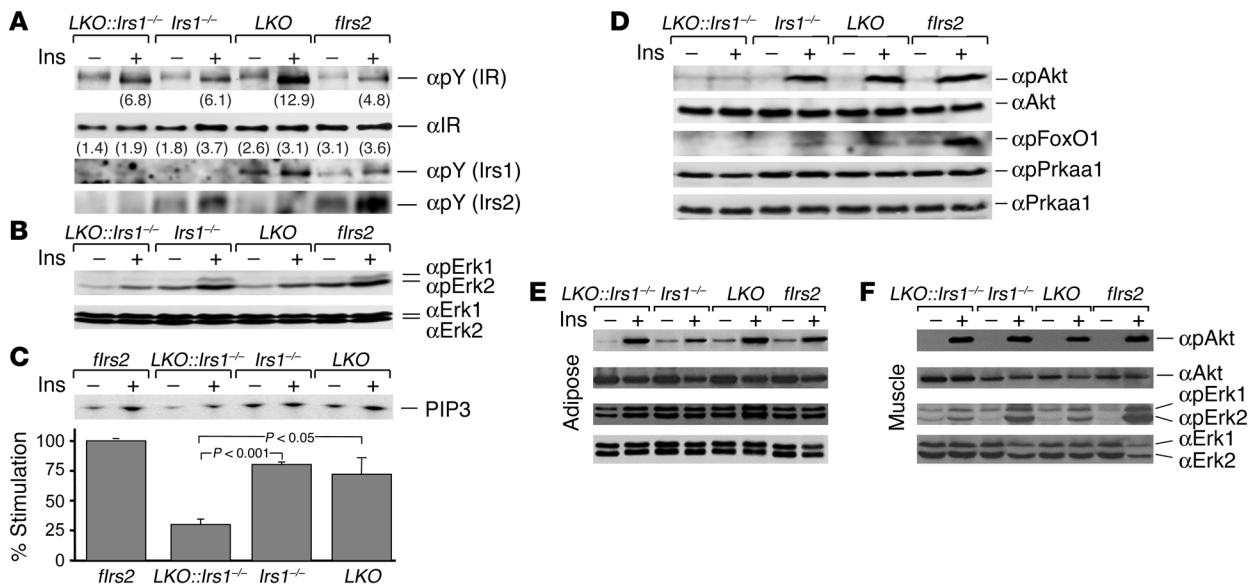 A
LKO::Irs1–/– Irs1–/– LKO flrs2
Ins – + – + – + – +
αpY (IR)
(6.8) (6.1) (12.9) (4.8)
αIR
(1.4) (1.9) (1.8) (3.7) (2.6) (3.1) (3.1) (3.6)
αpY (Irs1)
αpY (Irs2)
B
LKO::Irs1–/– Irs1–/– LKO flrs2
Ins – + – + – + – +
αpErk1
αpErk2
αErk1
αErk2
C
flrs2 LKO::Irs1–/– Irs1–/– LKO
Ins – + – + – + – +
PIP3
% Stimulation
100
75
50
25
0
P < 0.05
P < 0.001
flrs2 LKO::Irs1–/– Irs1–/– LKO
D
LKO::Irs1–/– Irs1–/– LKO flrs2
Ins – + – + – + – +
αpAkt
αAkt
αpFoxO1
αpPrkaa1
αPrkaa1
E
LKO::Irs1–/– Irs1–/– LKO flrs2
Ins – + – + – + – +
Adipose
F
LKO::Irs1–/– Irs1–/– LKO flrs2
– + – + – + – +
Muscle
αpAkt
αAkt
αpErk1
αpErk2
αErk1
αErk2